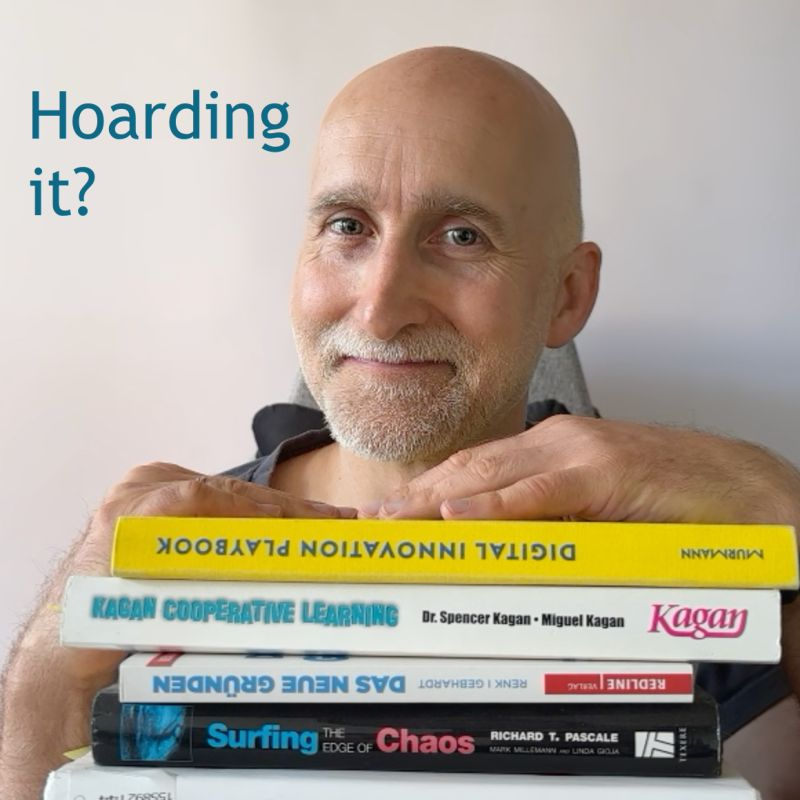 Hoarding
it?
DIGITAL INNOVATION PLAYBOOK MURMANN
KAGAN COOPERATIVE LEARNING Dr. Spencer Kagan • Miguel Kagan Kagan
DAS NEUE GRÜNDEN RENK I GEBHARDT REDLINE VERLAG
Surfing THE EDGE OF Chaos RICHARD T. PASCALE
MARK MILLEMANN AND LINDA GIOJA TEXERE